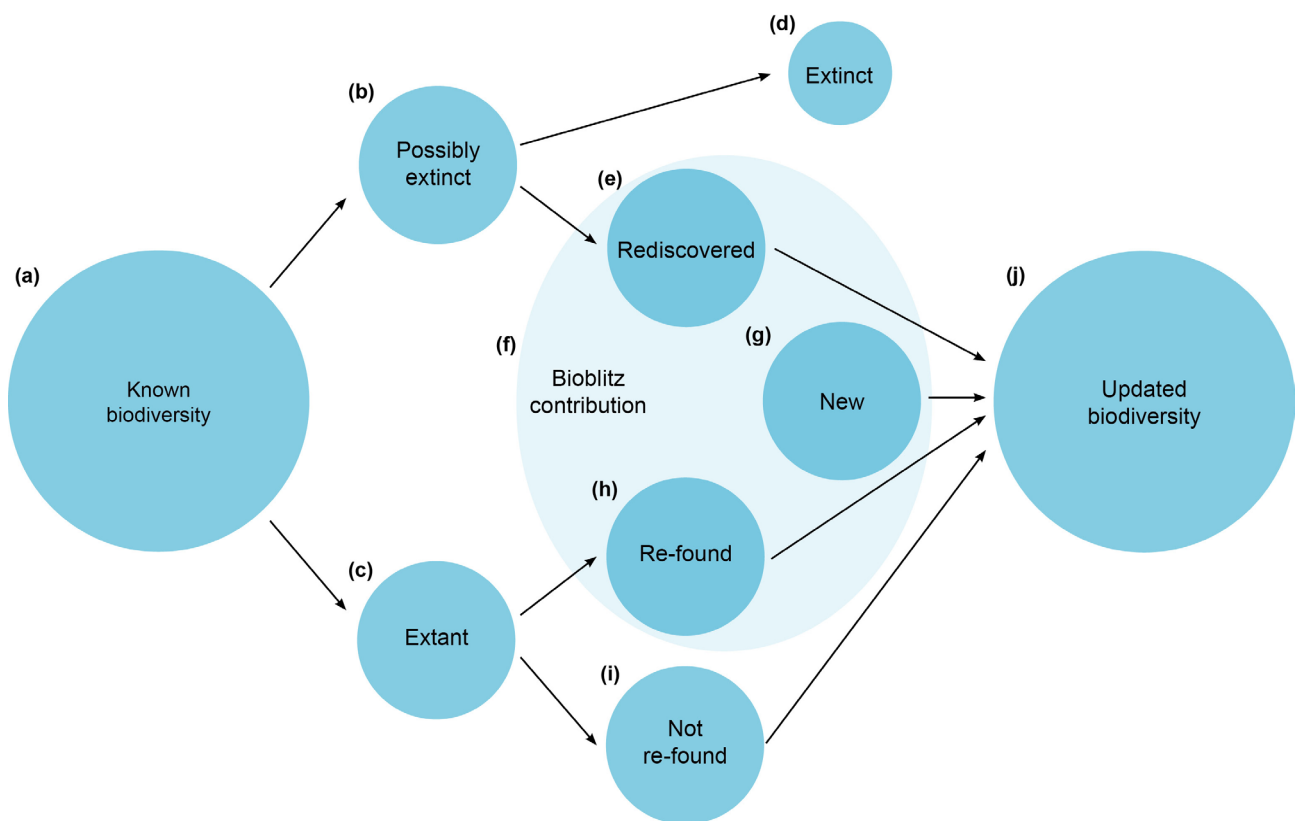 (d)
Extinct
(b)
Possibly
extinct
(e)
Rediscovered
(a)
Known
biodiversity
(f)
Bioblitz
contribution
(g)
New
(j)
Updated
biodiversity
(h)
Re-found
(c)
Extant
(i)
Not
re-found